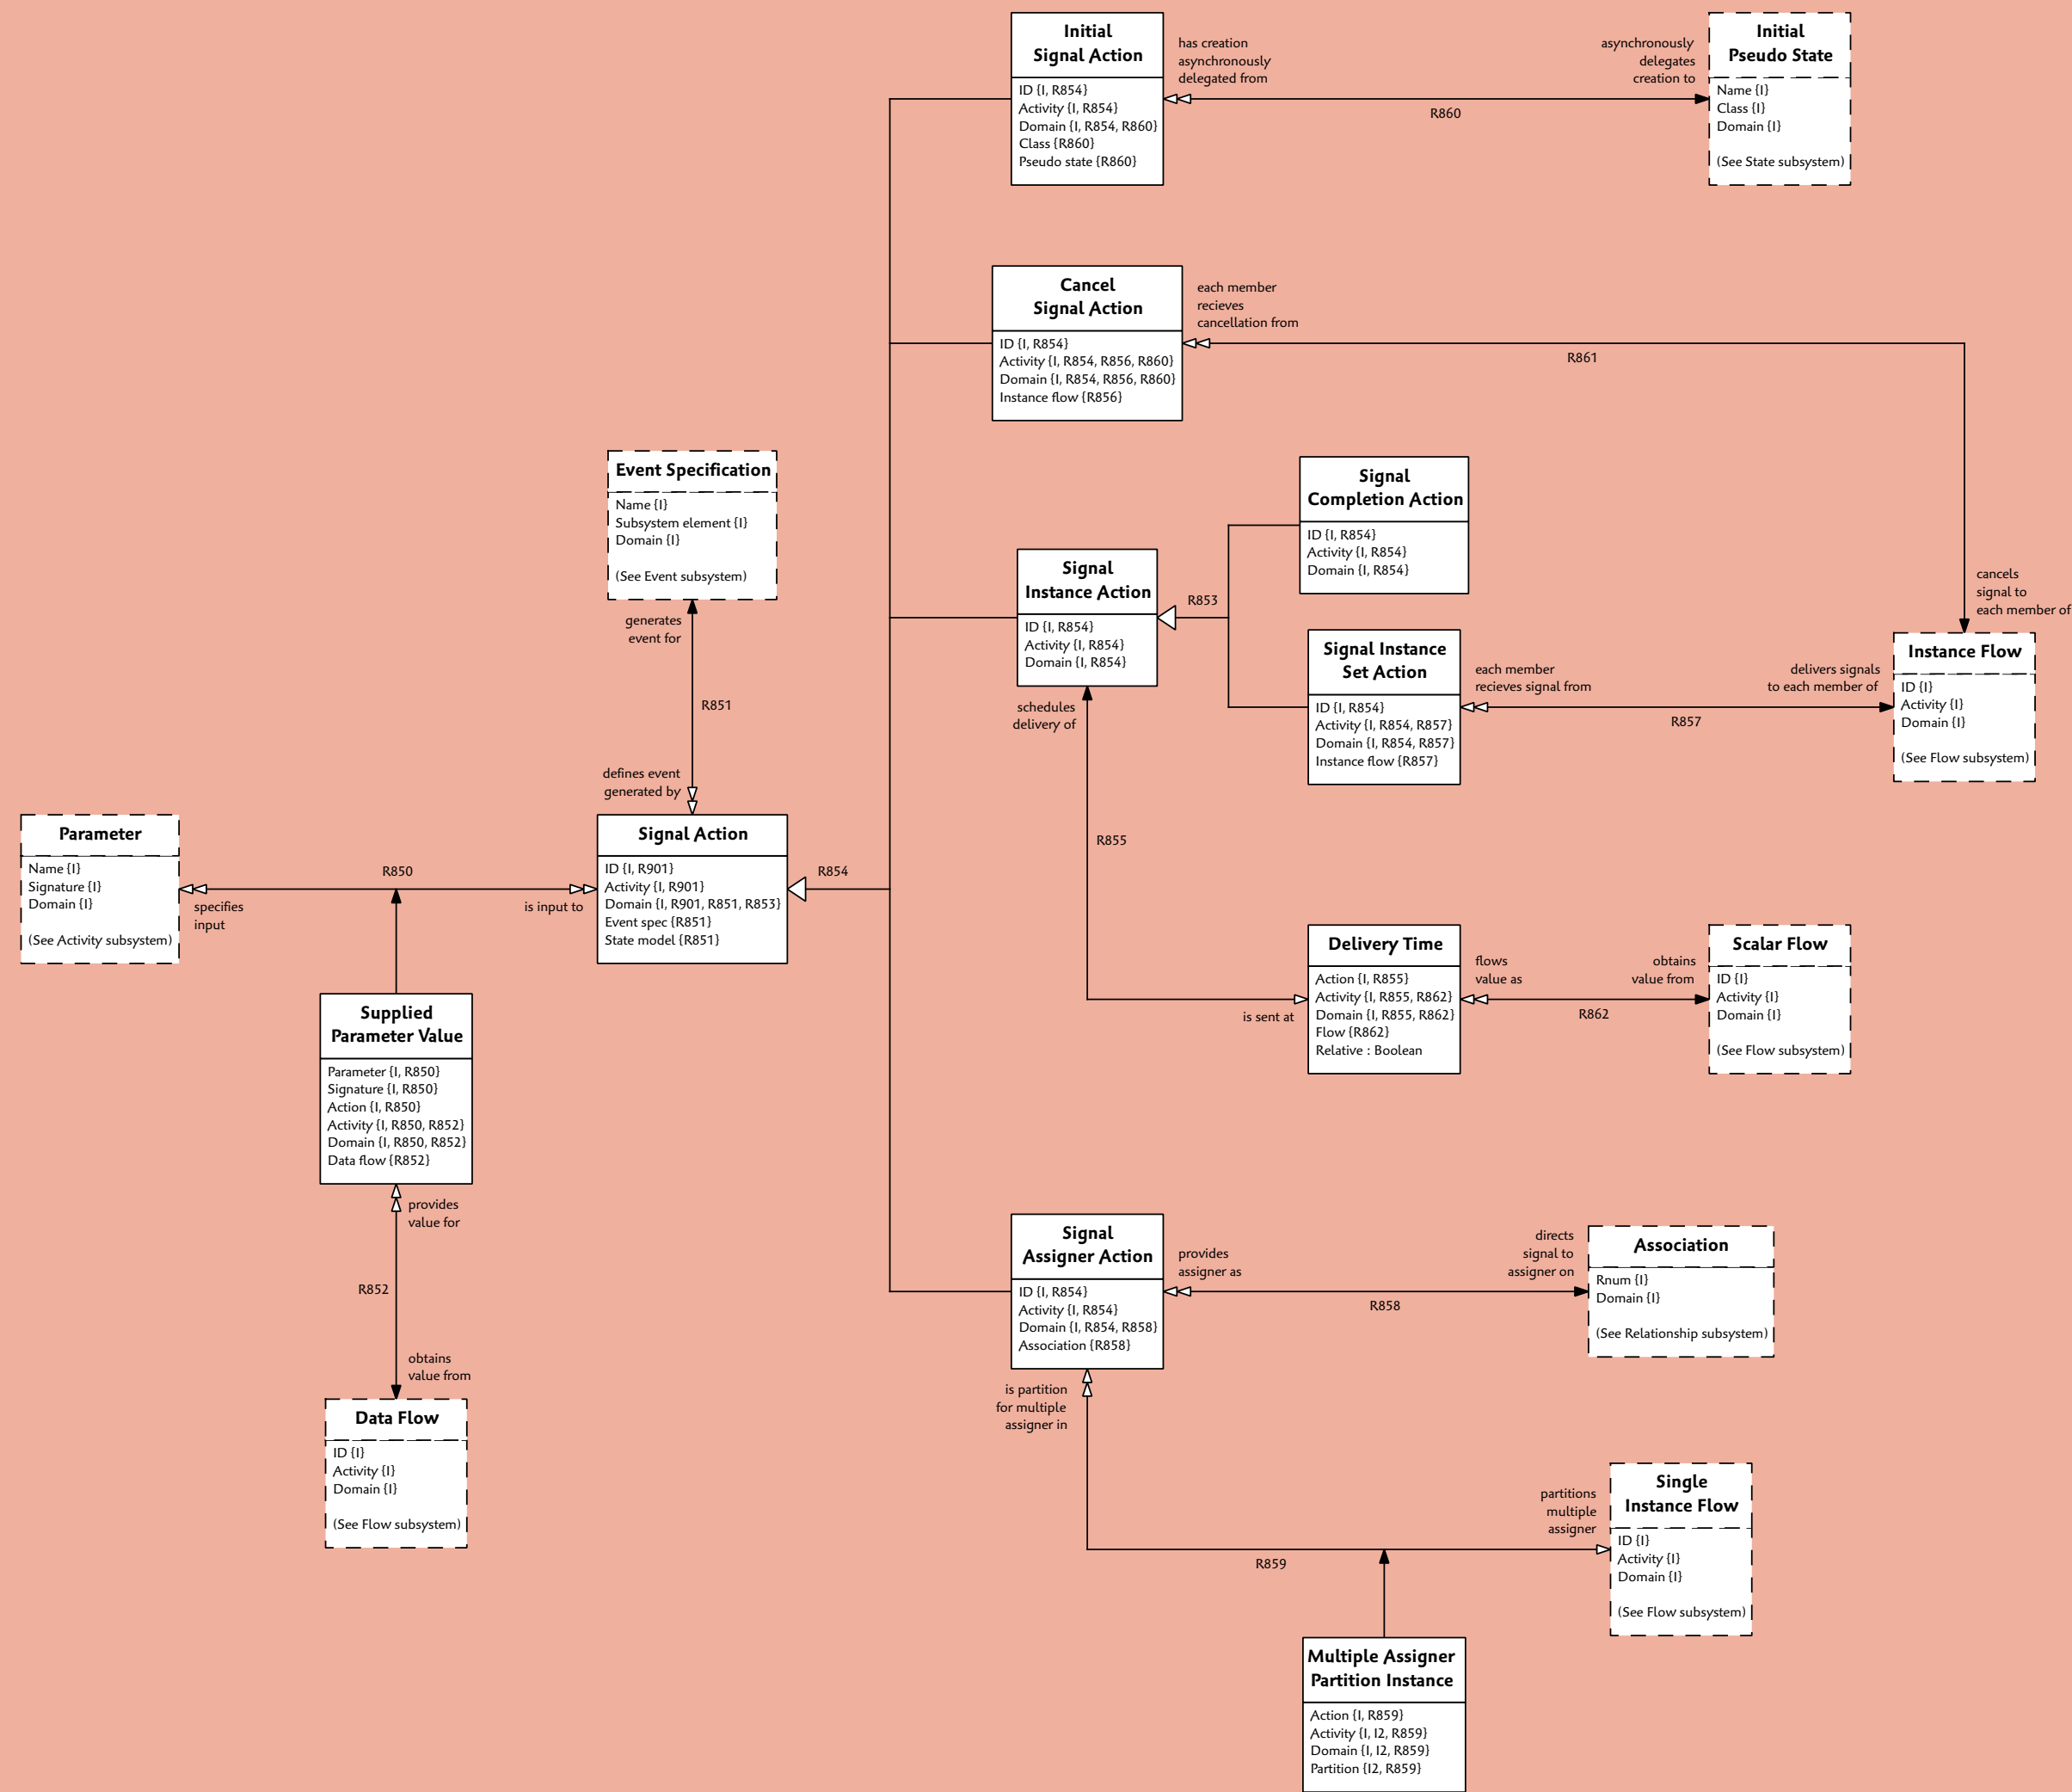 Initial
Signal Action
ID {I, R854}
Activity {I, R854}
Domain {I, R854, R860}
Class {R860}
Pseudo state {R860}
has creation
asynchronously
delegated from
R860
asynchronously
delegates
creation to
Initial
Pseudo State
Name {I}
Class {I}
Domain {I}
(See State subsystem)
Cancel
Signal Action
ID {I, R854}
Activity {I, R854, R856, R860}
Domain {I, R854, R856, R860}
Instance flow {R856}
each member
recieves
cancellation from
R861
cancels
signal to
each member of
Event Specification
Name {I}
Subsystem element {I}
Domain {I}
(See Event subsystem)
generates
event for
R851
defines event
generated by
Signal
Completion Action
ID {I, R854}
Activity {I, R854}
Domain {I, R854}
Signal
Instance Action
ID {I, R854}
Activity {I, R854}
Domain {I, R854}
R853
Signal Instance
Set Action
ID {I, R854}
Activity {I, R854, R857}
Domain {I, R854, R857}
Instance flow {R857}
each member
recieves signal from
R857
delivers signals
to each member of
Instance Flow
ID {I}
Activity {I}
Domain {I}
(See Flow subsystem)
schedules
delivery of
R855
is sent at
Parameter
Name {I}
Signature {I}
Domain {I}
(See Activity subsystem)
R850
specifies
input
is input to
Signal Action
ID {I, R901}
Activity {I, R901}
Domain {I, R901, R851, R853}
Event spec {R851}
State model {R851}
R854
Delivery Time
Action {I, R855}
Activity {I, R855, R862}
Domain {I, R855, R862}
Flow {R862}
Relative : Boolean
flows
value as
R862
obtains
value from
Scalar Flow
ID {I}
Activity {I}
Domain {I}
(See Flow subsystem)
Supplied
Parameter Value
Parameter {I, R850}
Signature {I, R850}
Action {I, R850}
Activity {I, R850, R852}
Domain {I, R850, R852}
Data flow {R852}
provides
value for
R852
obtains
value from
Data Flow
ID {I}
Activity {I}
Domain {I}
(See Flow subsystem)
Signal
Assigner Action
ID {I, R854}
Activity {I, R854}
Domain {I, R854, R858}
Association {R858}
provides
assigner as
R858
directs
signal to
assigner on
Association
Rnum {I}
Domain {I}
(See Relationship subsystem)
is partition
for multiple
assigner in
R859
partitions
multiple
assigner
Single
Instance Flow
ID {I}
Activity {I}
Domain {I}
(See Flow subsystem)
Multiple Assigner
Partition Instance
Action {I, R859}
Activity {I, I2, R859}
Domain {I, I2, R859}
Partition {I2, R859}